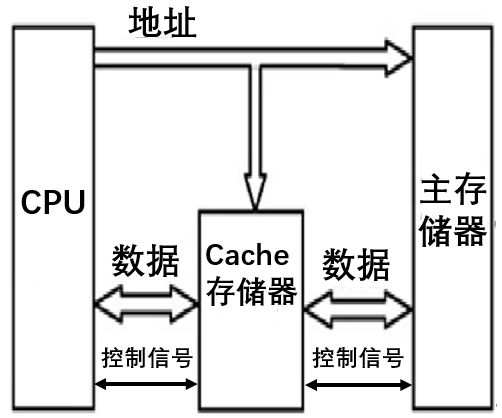 地址
CPU
主存
储器
Cache
存储器
数据
数据
控制信号
控制信号